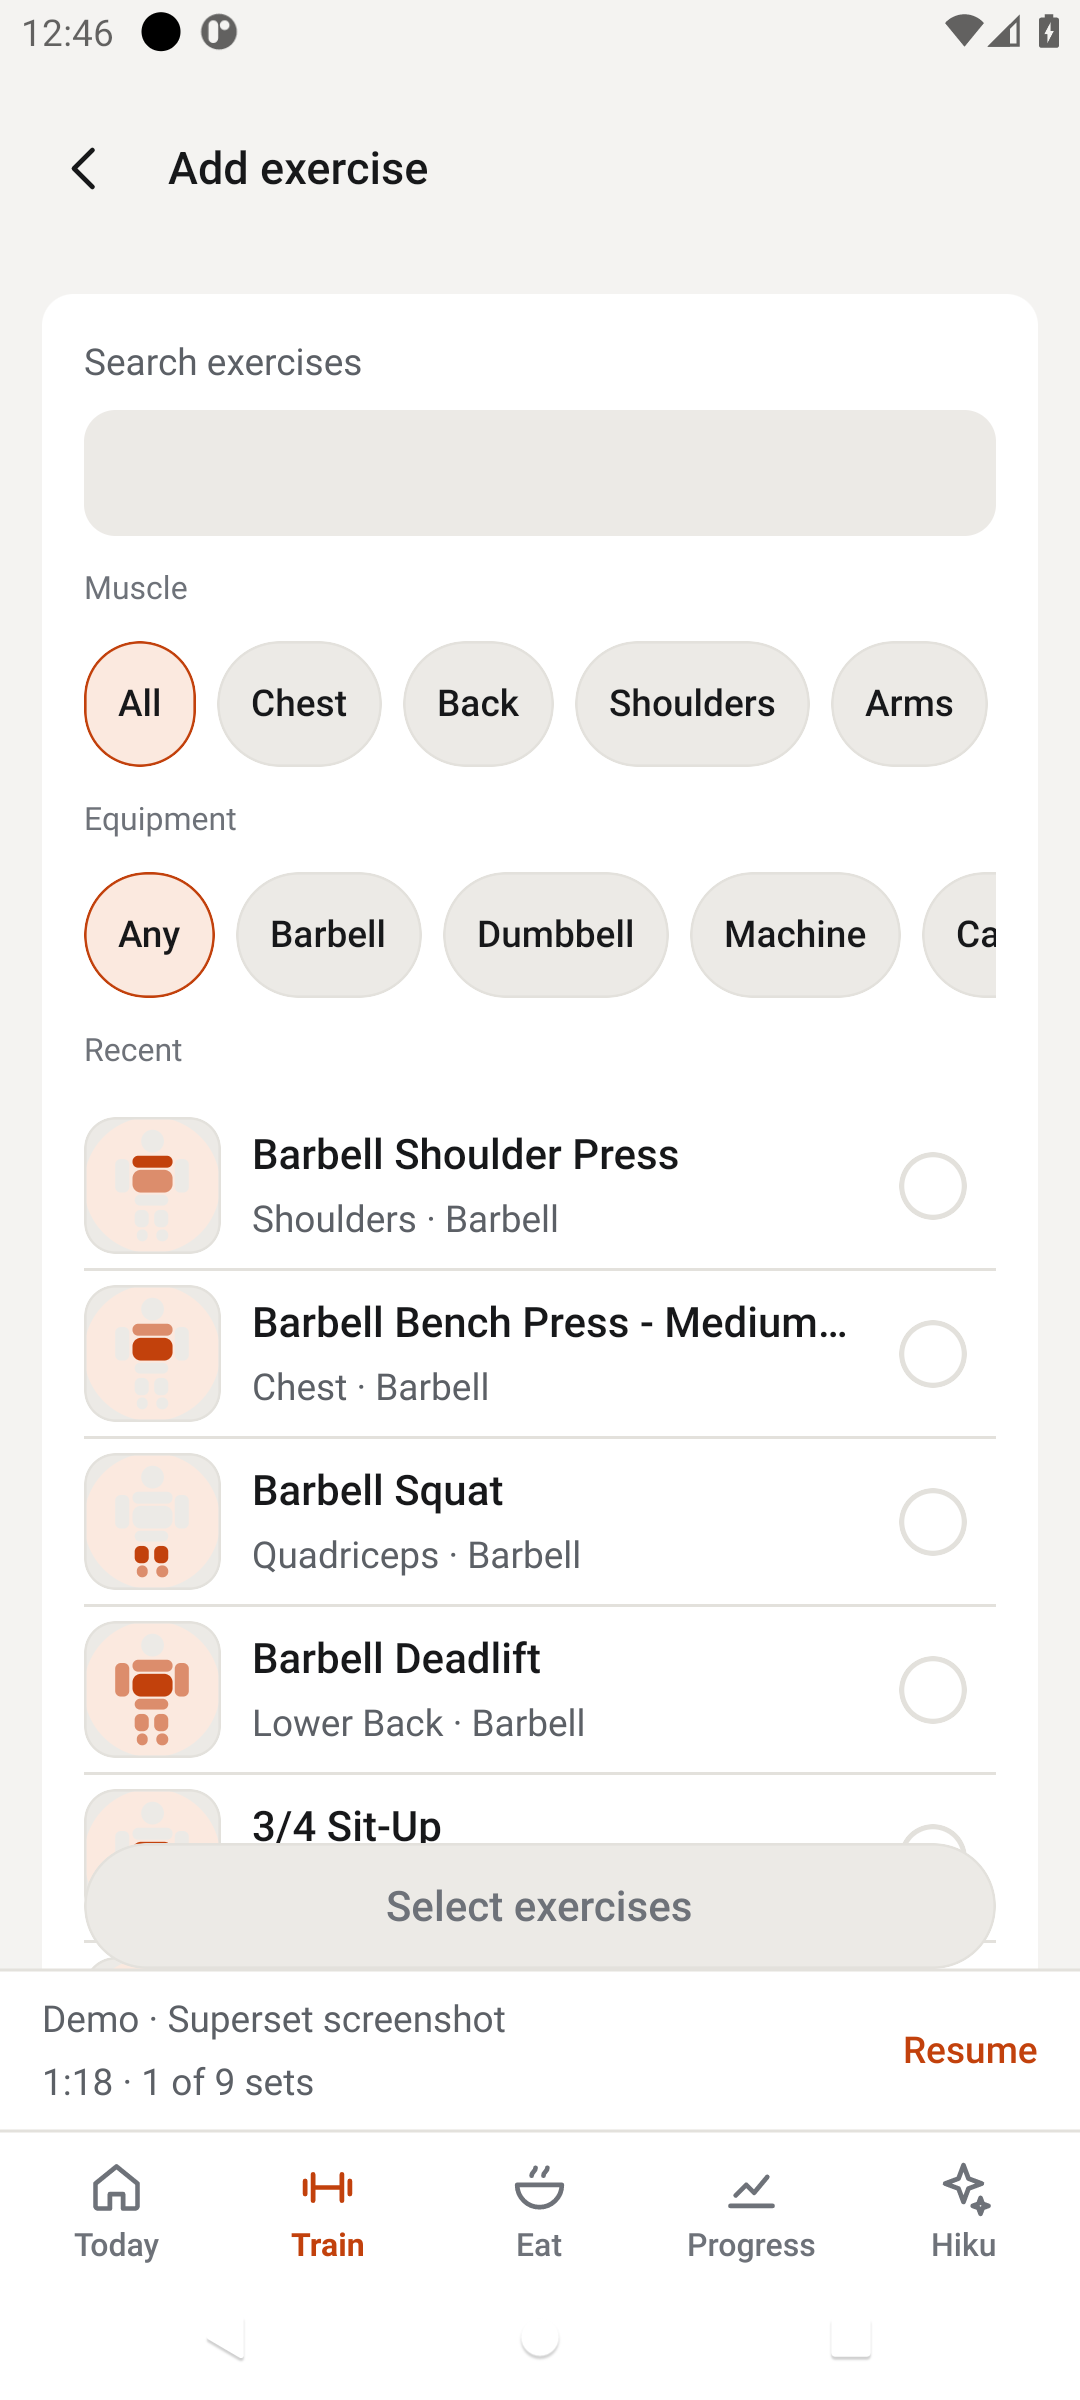 12:46
Add exercise
Search exercises
Muscle
All
Chest
Back
Shoulders
Arms
Equipment
Any
Barbell
Dumbbell
Machine
Ca
Recent
Barbell Shoulder Press
Shoulders · Barbell
Barbell Bench Press - Medium...
Chest · Barbell
Barbell Squat
Quadriceps · Barbell
Barbell Deadlift
Lower Back · Barbell
3/4 Sit-Up
Select exercises
Demo · Superset screenshot
Resume
1:18 · 1 of 9 sets
Today
Train
Eat
Progress
Hiku